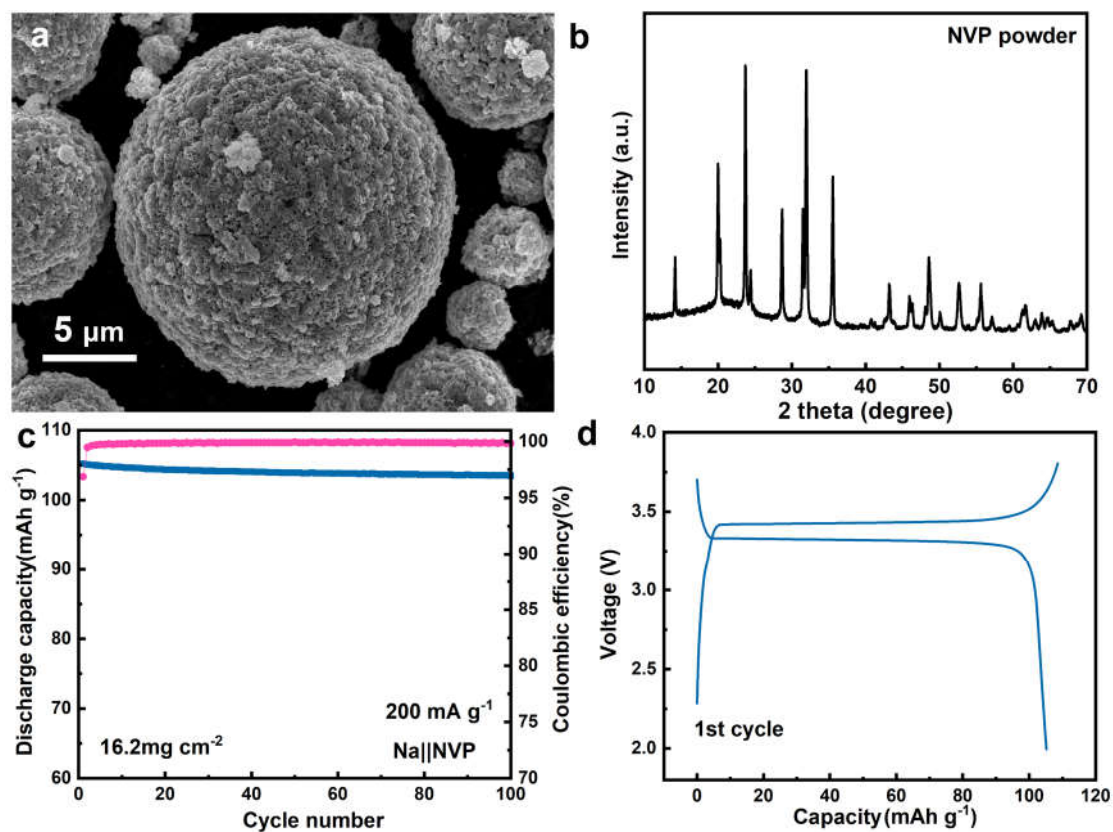 a
5 μm
b
NVP powder
Intensity (a.u.)
10 20 30 40 50 60 70
2 theta (degree)
c
110
100
90
80
70
60
Discharge capacity(mAh g⁻¹)
100
95
90
85
80
75
70
Coulombic efficiency(%)
200 mA g⁻¹
16.2mg cm⁻²
Na||NVP
0 20 40 60 80 100
Cycle number
d
4.0
3.5
3.0
2.5
2.0
Voltage (V)
1st cycle
0 20 40 60 80 100 120
Capacity(mAh g⁻¹)